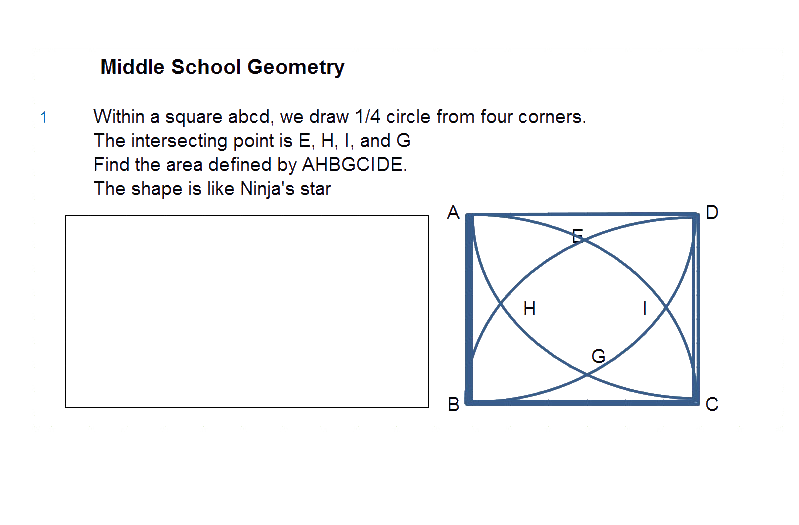 Middle School Geometry
1 Within a square abcd, we draw 1/4 circle from four corners.
The intersecting point is E, H, I, and G
Find the area defined by AHBGCIDE.
The shape is like Ninja's star
A D
E
H I
G
B C